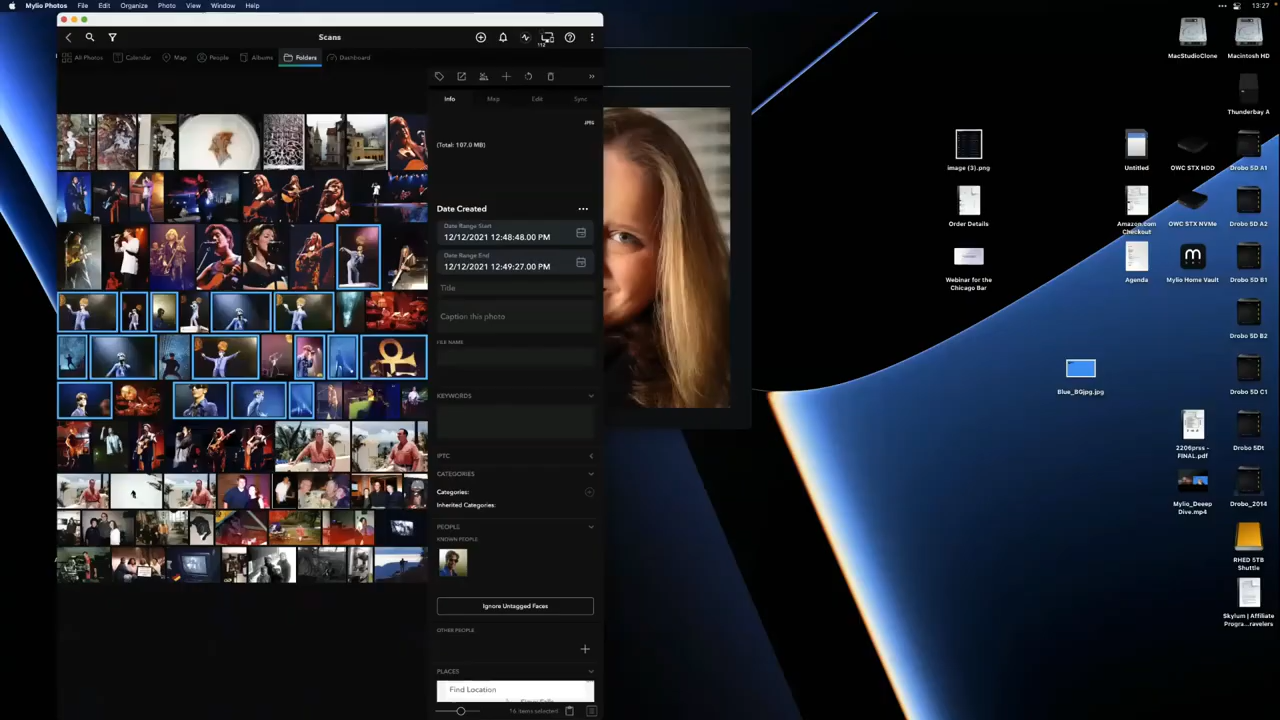 Mylio Photos File Edit Organize Photo View Window Help
13:27
Scans
112
All Photos Calendar Map People Albums Folders Dashboard
Info Map Edit Sync
JPEG
(Total: 107.0 MB)
Date Created
Date Range Start
12/12/2021 12:48:48.00 PM
Date Range End
12/12/2021 12:49:27.00 PM
Title
Caption this photo
FILE NAME
KEYWORDS
IPTC
CATEGORIES
Categories:
Inherited Categories:
PEOPLE
KNOWN PEOPLE:
Ignore Untagged Faces
OTHER PEOPLE
PLACES
Find Location
16 items selected
MacStudioClone
Macintosh HD
Thunderbay A
image (3).png
Untitled
OWC STX HDD
Drobo 5D A1
Order Details
Amazon.com
Checkout
OWC STX NVMe
Drobo 5D A2
Webinar for the
Chicago Bar
Agenda
m
Mylio Home Vault
Drobo 5D B1
Drobo 5D B2
Blue_BGjpg.jpg
Drobo 5D C1
2206prss -
FINAL.pdf
Drobo 5Dt
Mylio_Deeep
Dive.mp4
Drobo_2014
RHED 5TB
Shuttle
Skylum | Affiliate
Progra...ravelers